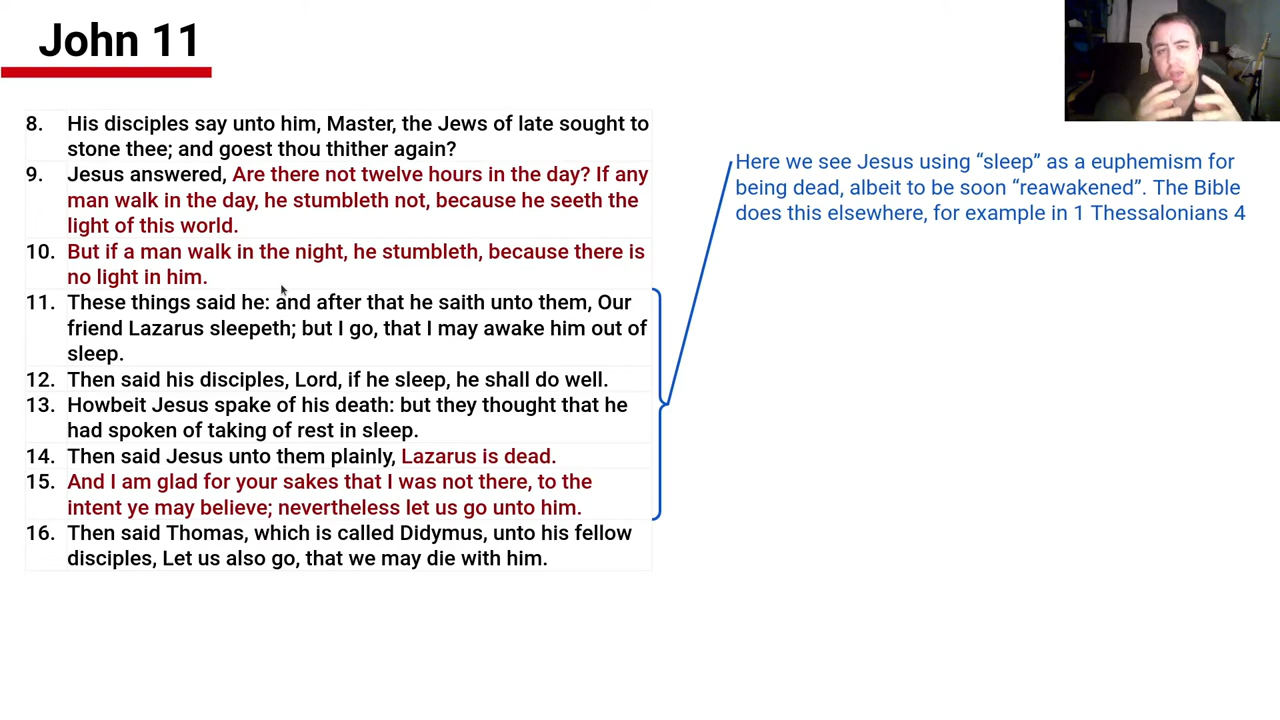 John 11
8. His disciples say unto him, Master, the Jews of late sought to
stone thee; and goest thou thither again?
9. Jesus answered, Are there not twelve hours in the day? If any
man walk in the day, he stumbleth not, because he seeth the
light of this world.
10. But if a man walk in the night, he stumbleth, because there is
no light in him.
11. These things said he: and after that he saith unto them, Our
friend Lazarus sleepeth; but I go, that I may awake him out of
sleep.
12. Then said his disciples, Lord, if he sleep, he shall do well.
13. Howbeit Jesus spake of his death: but they thought that he
had spoken of taking of rest in sleep.
14. Then said Jesus unto them plainly, Lazarus is dead.
15. And I am glad for your sakes that I was not there, to the
intent ye may believe; nevertheless let us go unto him.
16. Then said Thomas, which is called Didymus, unto his fellow
disciples, Let us also go, that we may die with him.
Here we see Jesus using “sleep” as a euphemism for
being dead, albeit to be soon “reawakened”. The Bible
does this elsewhere, for example in 1 Thessalonians 4